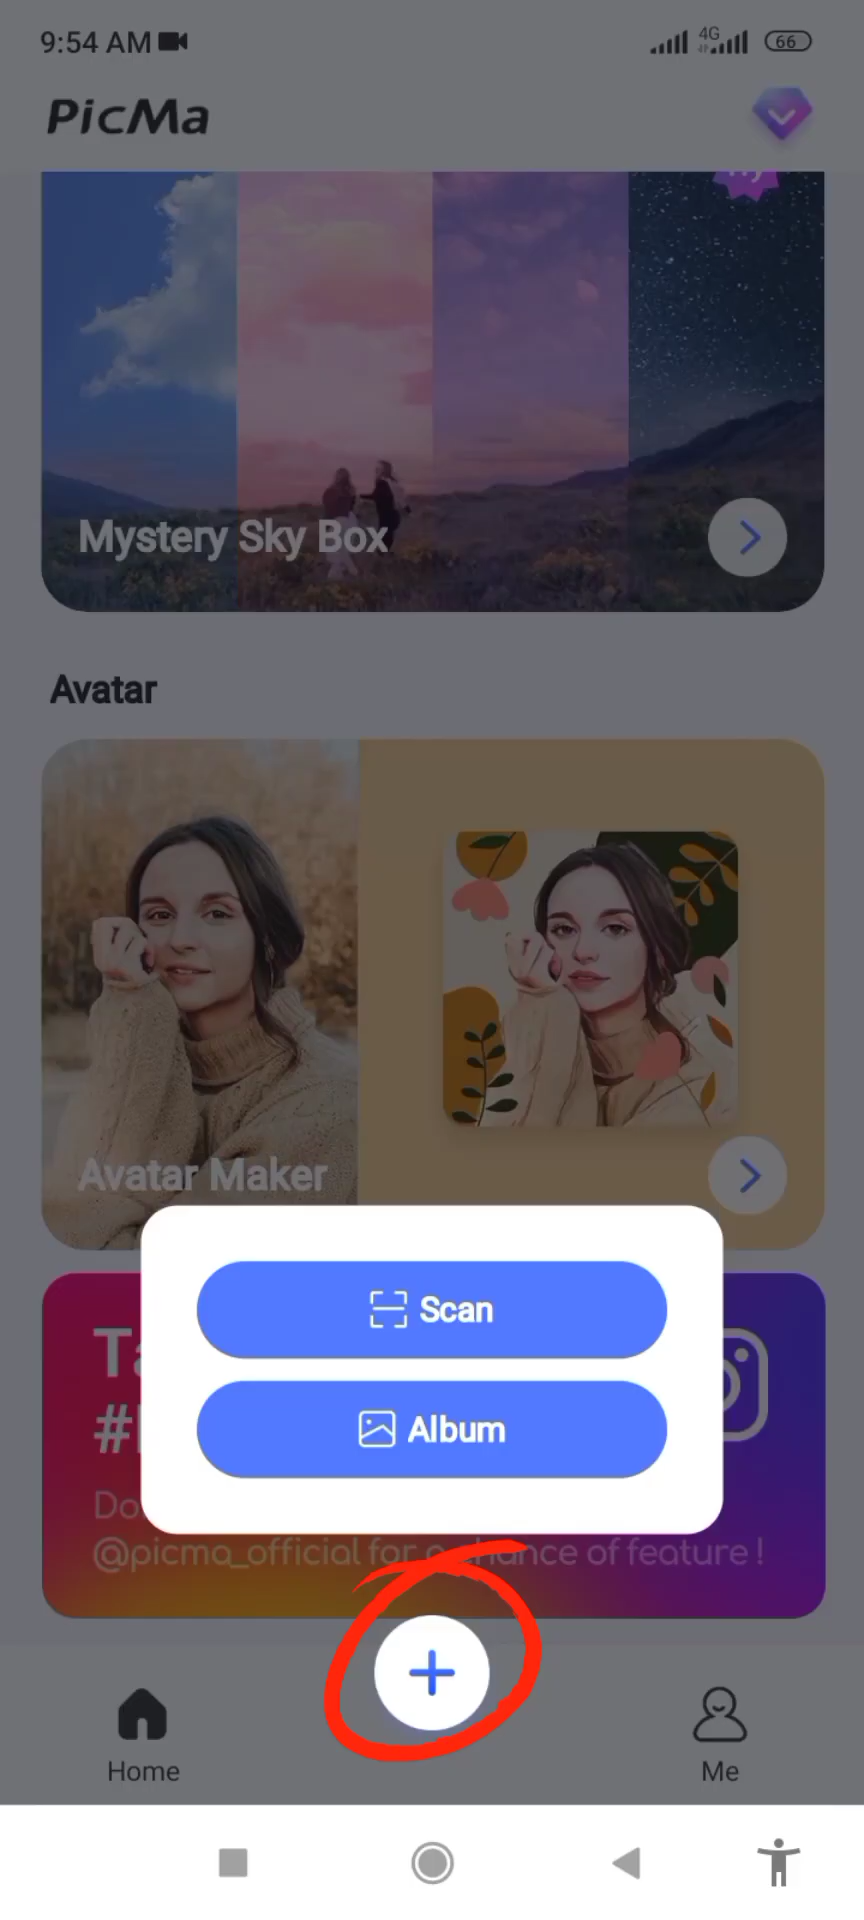 9:54 AM
4G
66
PicMa
Mystery Sky Box
Avatar
Avatar Maker
Scan
Album
@picma_official for a chance of feature!
Home
Me